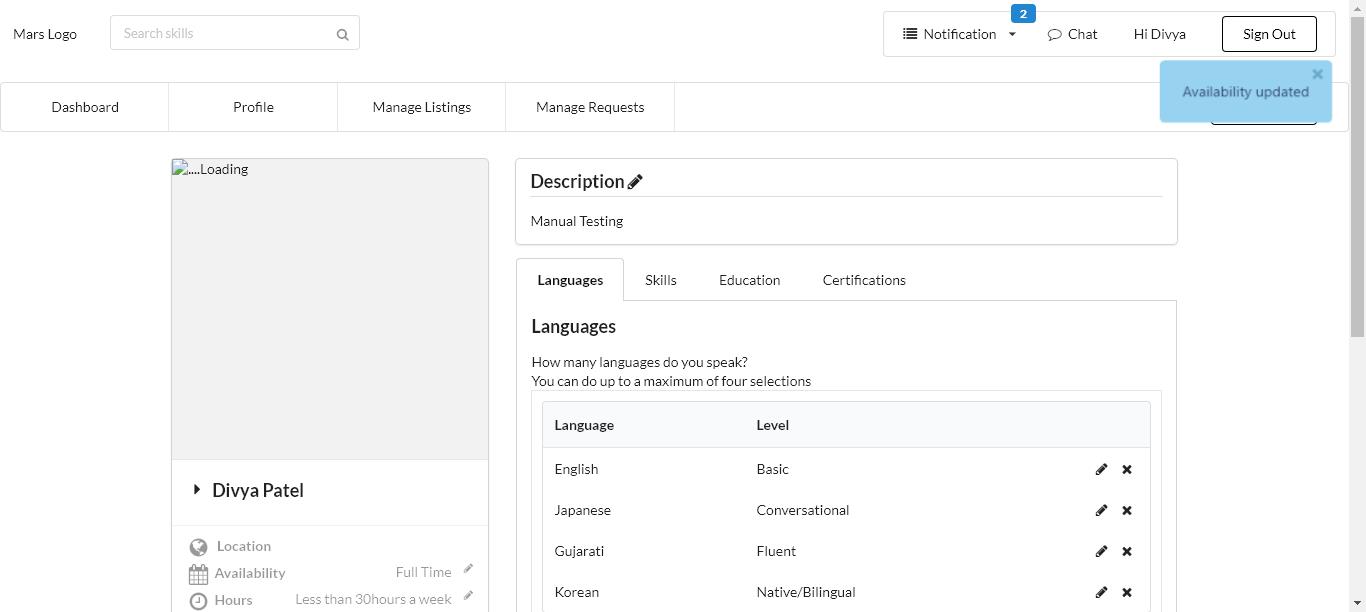 Mars Logo
Search skills
Notification
2
Chat
Hi Divya
Sign Out
Availability updated
Dashboard
Profile
Manage Listings
Manage Requests
....Loading
Description
Manual Testing
Languages
Skills
Education
Certifications
Languages
How many languages do you speak?
You can do up to a maximum of four selections
Language
Level
English
Basic
Japanese
Conversational
Gujarati
Fluent
Korean
Native/Bilingual
Divya Patel
Location
Availability
Full Time
Hours
Less than 30hours a week